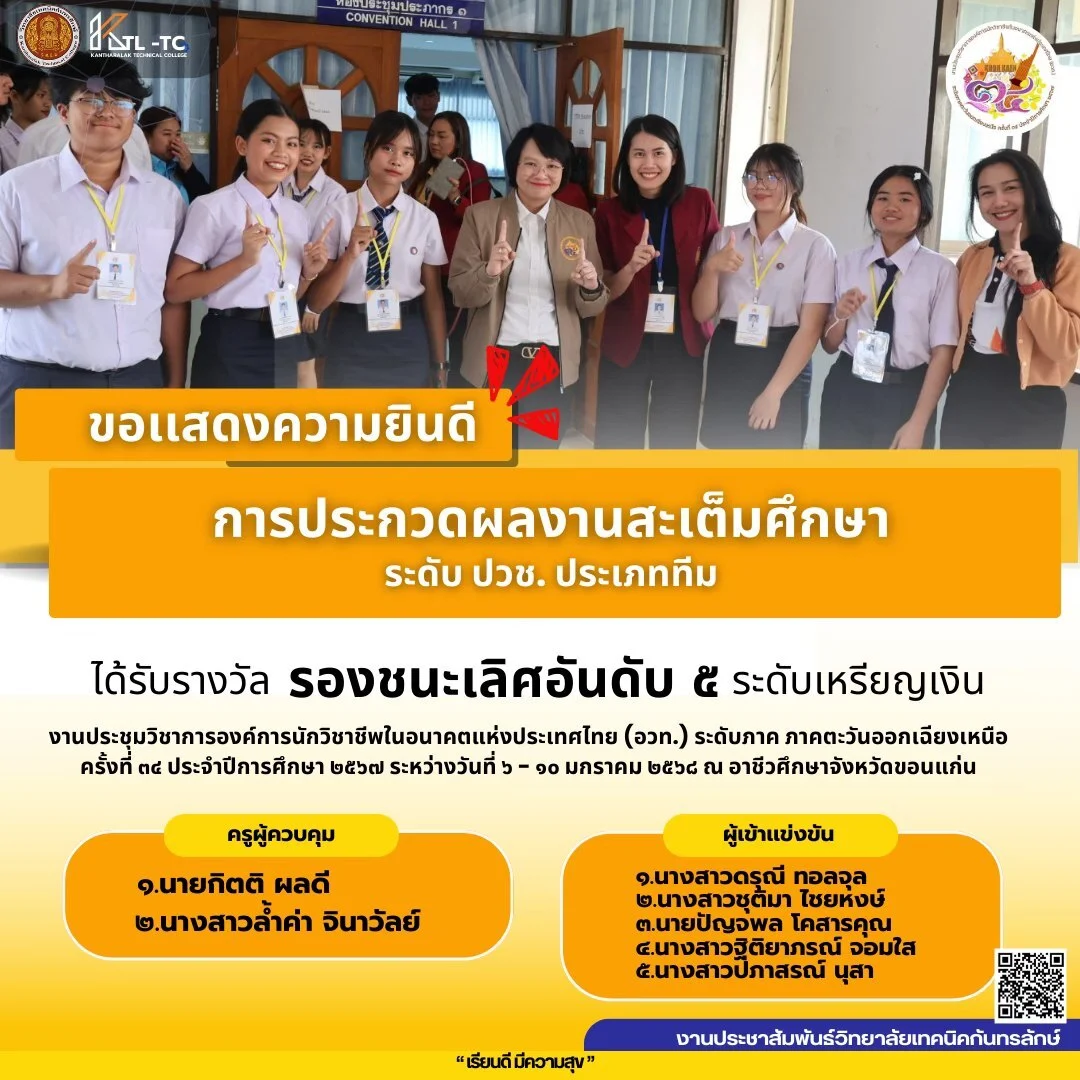 ห้องประชุมประภากร ๑
CONVENTION HALL 1
KTL -TC
KANTHARALAK TECHNICAL COLLEGE
KHON KAEN
ขอแสดงความยินดี
การประกวดผลงานสะเต็มศึกษา
ระดับ ปวช. ประเภททีม
ได้รับรางวัล รองชนะเลิศอันดับ ๕ ระดับเหรียญเงิน
งานประชุมวิชาการองค์การนักวิชาชีพในอนาคตแห่งประเทศไทย (อวท.) ระดับภาค ภาคตะวันออกเฉียงเหนือ
ครั้งที่ ๓๔ ประจำปีการศึกษา ๒๕๖๗ ระหว่างวันที่ ๖ - ๑๐ มกราคม ๒๕๖๘ ณ อาชีวศึกษาจังหวัดขอนแก่น
ครูผู้ควบคุม
๑.นายกิตติ ผลดี
๒.นางสาวล้ำค่า จินาวัลย์
ผู้เข้าแข่งขัน
๑.นางสาวดรุณี ทอลจุล
๒.นางสาวชุติมา ไชยหงษ์
๓.นายปัญจพล โคสารคุณ
๔.นางสาวฐิติยาภรณ์ จอมใส
๕.นางสาวปภาสรณ์ นุสา
งานประชาสัมพันธ์วิทยาลัยเทคนิคกันทรลักษ์
“ เรียนดี มีความสุข ”